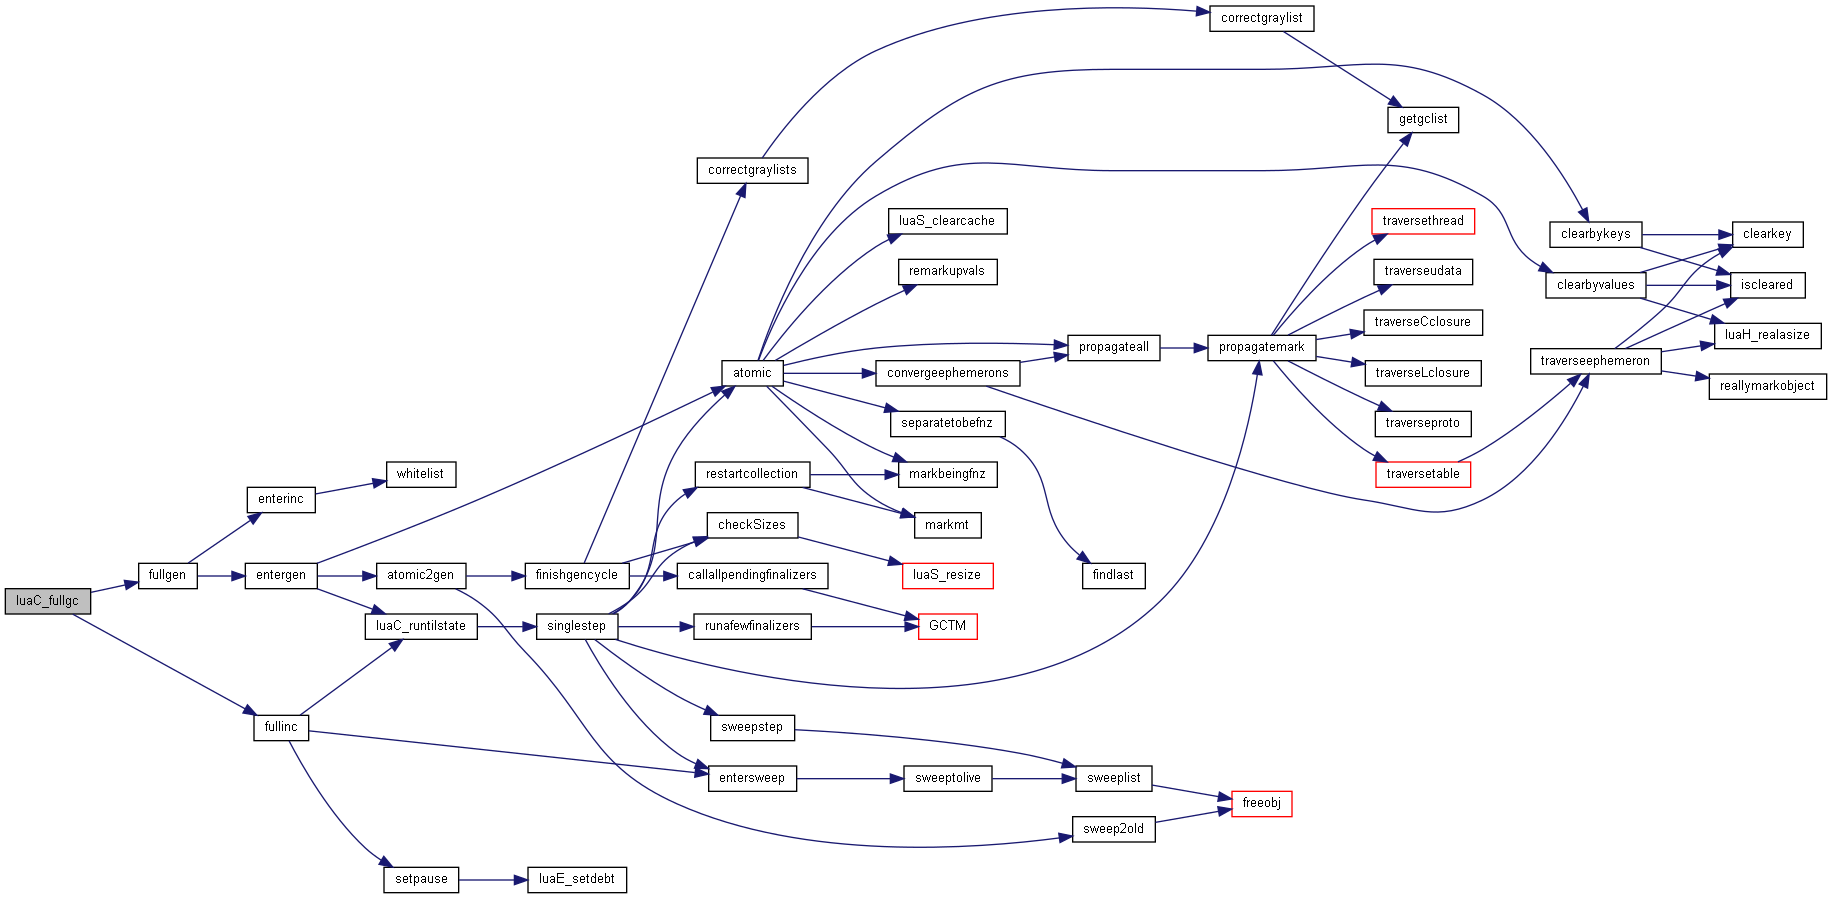 correctgraylist
getgclist
correctgraylists
luaS_clearcache
traversethread
clearbykeys
clearkey
remarkupvals
traverseudata
clearbyvalues
iscleared
traverseCclosure
luaH_realasize
propagateall
propagatemark
atomic
convergeephemerons
traverseLclosure
traverseephemeron
reallymarkobject
separatetobefnz
traverseproto
whitelist
restartcollection
markbeingfnz
traversetable
enterinc
checkSizes
markmt
fullgen
entergen
atomic2gen
finishgencycle
callallpendingfinalizers
luaS_resize
findlast
luaC_fullgc
luaC_runtilstate
singlestep
runafewfinalizers
GCTM
fullinc
sweepstep
entersweep
sweeptolive
sweeplist
freeobj
sweep2old
setpause
luaE_setdebt